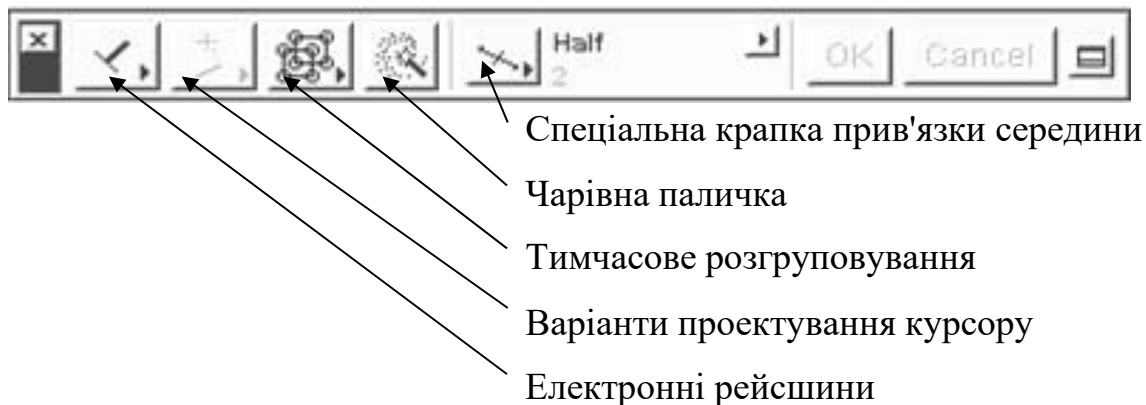 Half
2
OK
Cancel
Спеціальна крапка прив'язки середини
Чарівна паличка
Тимчасове розгруповування
Варіанти проектування курсору
Електронні рейсшини